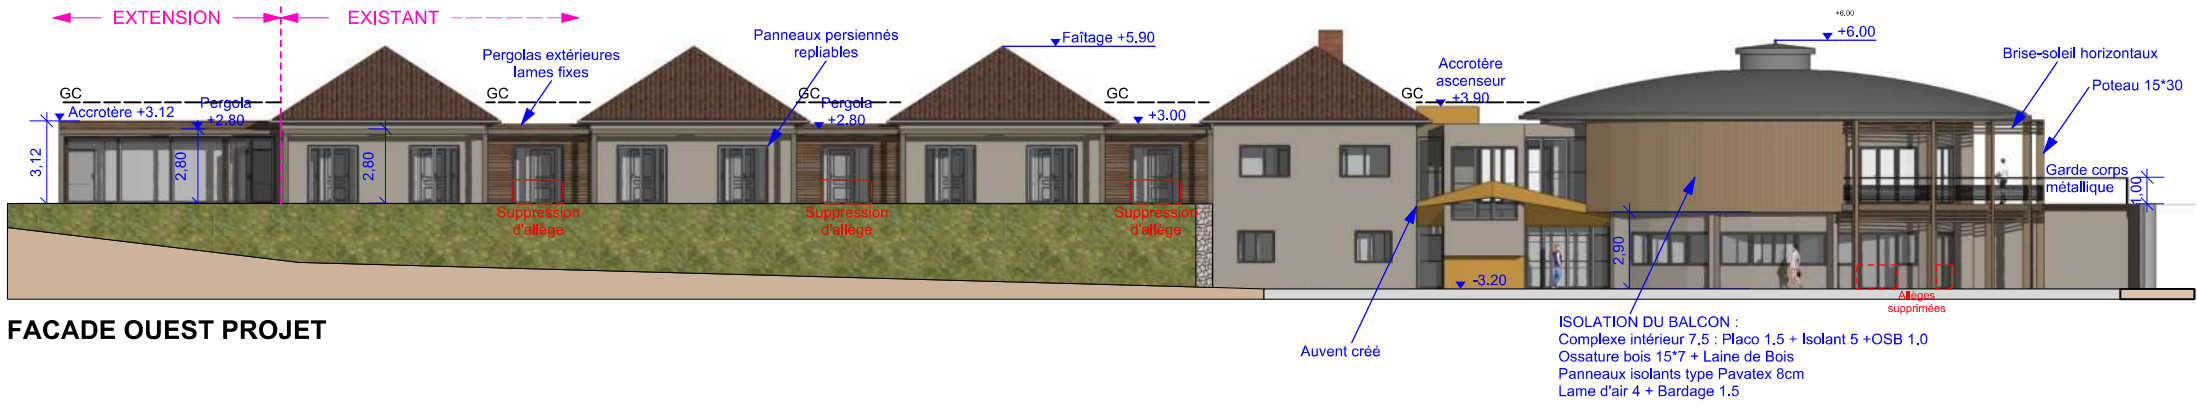 EXTENSION
EXISTANT
Pergolas extérieures
lames fixes
Panneaux persiennés
repliables
Faîtage +5.90
Accrotère
ascenseur
+3.90
+6.00
+6.00
Brise-soleil horizontaux
Poteau 15*30
GC
GC
GC
GC
GC
Accrotère +3.12
Pergola
+2.80
Pergola
+2.80
+3.00
3,12
2,80
2,80
Garde corps
métallique
1,00
Suppression
d'allège
Suppression
d'allège
Suppression
d'allège
2,90
-3.20
Allèges
supprimées
FACADE OUEST PROJET
Auvent créé
ISOLATION DU BALCON :
Complexe intérieur 7.5 : Placo 1.5 + Isolant 5 +OSB 1.0
Ossature bois 15*7 + Laine de Bois
Panneaux isolants type Pavatex 8cm
Lame d'air 4 + Bardage 1.5